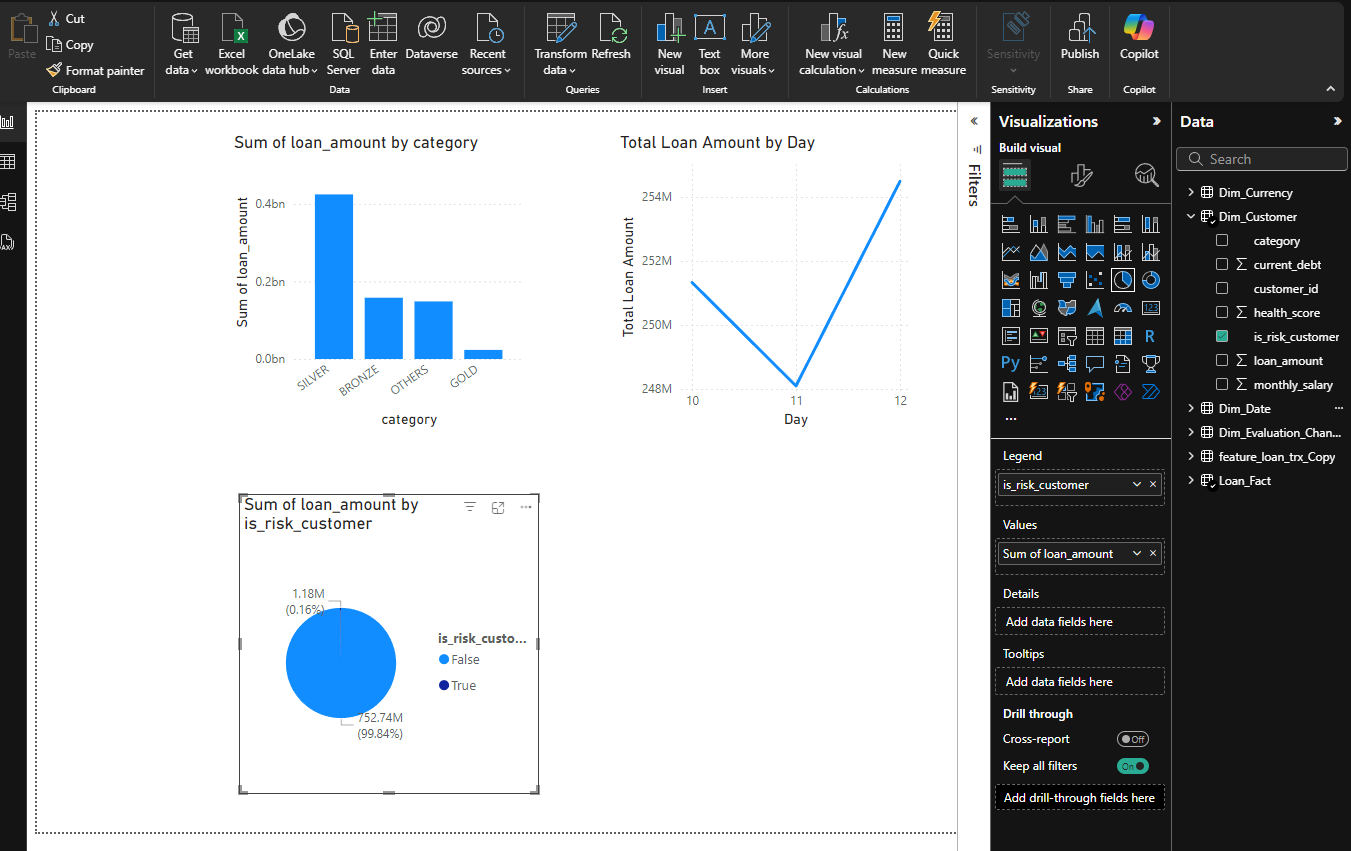 Paste
Cut
Copy
Format painter
Clipboard
Get
data
Excel
workbook
OneLake
data hub
SQL
Server
Enter
data
Dataverse
Recent
sources
Data
Transform
data
Refresh
Queries
New
visual
Text
box
More
visuals
Insert
New visual
calculation
New
measure
Quick
measure
Calculations
Sensitivity
Sensitivity
Publish
Share
Copilot
Copilot
Sum of loan_amount by category
Sum of loan_amount
0.4bn
0.2bn
0.0bn
SILVER
BRONZE
OTHERS
GOLD
category
Total Loan Amount by Day
Total Loan Amount
254M
252M
250M
248M
10
11
12
Day
Sum of loan_amount by
is_risk_customer
1.18M
(0.16%)
752.74M
(99.84%)
is_risk_custo...
False
True
Filters
Visualizations
Build visual
123
R
Py
123
...
Legend
is_risk_customer
Values
Sum of loan_amount
Details
Add data fields here
Tooltips
Add data fields here
Drill through
Cross-report
Off
Keep all filters
On
Add drill-through fields here
Data
Search
Dim_Currency
Dim_Customer
category
Σ current_debt
customer_id
Σ health_score
is_risk_customer
Σ loan_amount
Σ monthly_salary
Dim_Date
...
Dim_Evaluation_Chan...
feature_loan_trx_Copy
Loan_Fact